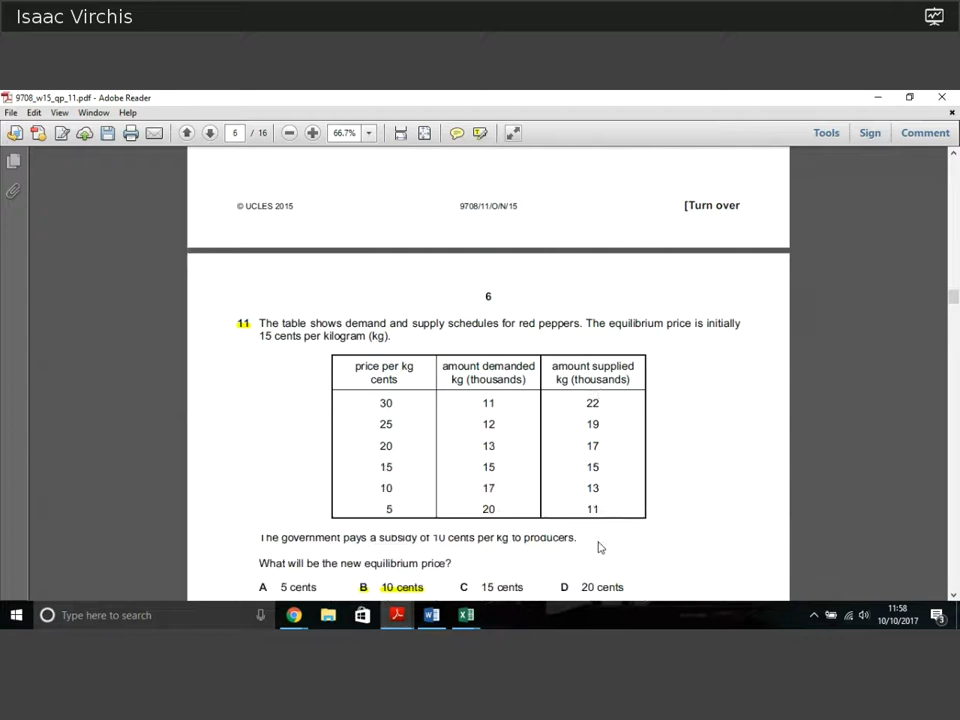 Isaac Virchis
9708_w15_qp_11.pdf - Adobe Reader
File Edit View Window Help
6 / 16 66.7% Tools Sign Comment
© UCLES 2015 9708/11/O/N/15 [Turn over
6
11 The table shows demand and supply schedules for red peppers. The equilibrium price is initially
15 cents per kilogram (kg).
price per kg amount demanded amount supplied
cents kg (thousands) kg (thousands)
30 11 22
25 12 19
20 13 17
15 15 15
10 17 13
5 20 11
The government pays a subsidy of 10 cents per kg to producers.
What will be the new equilibrium price?
A 5 cents B 10 cents C 15 cents D 20 cents
Type here to search
11:58
10/10/2017
3